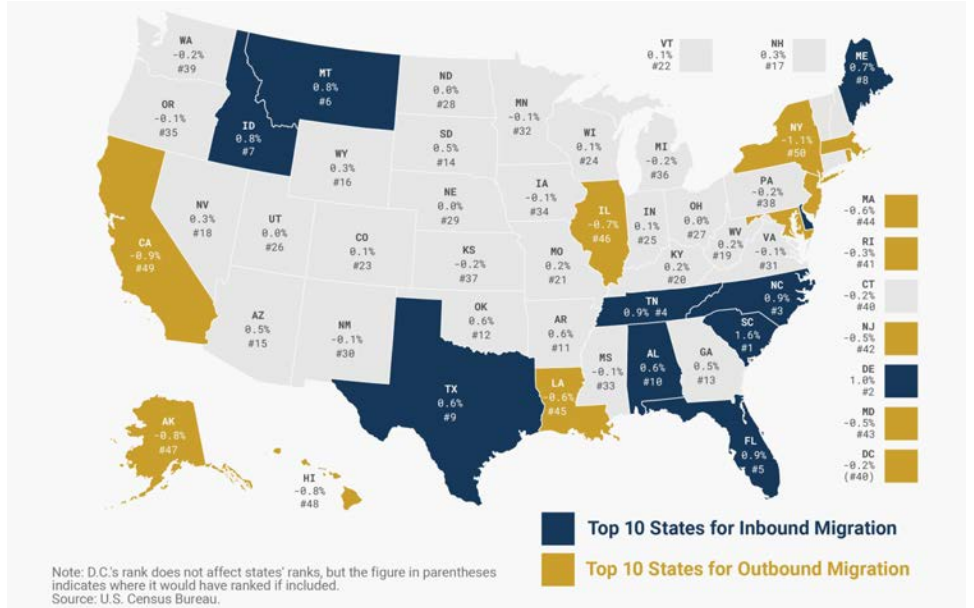 WA
-0.2%
#39
MT
0.8%
#6
ND
0.0%
#28
VT
0.1%
#22
NH
0.3%
#17
ME
0.7%
#8
OR
-0.1%
#35
ID
0.8%
#7
MN
-0.1%
#32
SD
0.5%
#14
WI
0.1%
#24
MI
-0.2%
#36
NY
-1.1%
#50
WY
0.3%
#16
PA
-0.2%
#38
IA
-0.1%
#34
NE
0.0%
#29
NV
0.3%
#18
UT
0.0%
#26
CO
0.1%
#23
CA
-0.9%
#49
IL
-0.7%
#46
IN
0.1%
#25
OH
0.0%
#27
WV
0.2%
#19
VA
-0.1%
#31
KS
-0.2%
#37
MO
0.2%
#21
KY
0.2%
#20
NC
0.9%
#3
TN
0.9% #4
SC
1.6%
#1
AZ
0.5%
#15
NM
-0.1%
#30
OK
0.6%
#12
AR
0.6%
#11
MS
-0.1%
#33
AL
0.6%
#10
GA
0.5%
#13
TX
0.6%
#9
LA
-0.6%
#45
FL
0.9%
#5
AK
-0.8%
#47
HI
-0.8%
#48
MA
-0.6%
#44
RI
-0.3%
#41
CT
-0.2%
#40
NJ
-0.5%
#42
DE
1.0%
#2
MD
-0.5%
#43
DC
-0.2%
(#40)
Top 10 States for Inbound Migration
Top 10 States for Outbound Migration
Note: D.C.'s rank does not affect states' ranks, but the figure in parentheses
indicates where it would have ranked if included.
Source: U.S. Census Bureau.